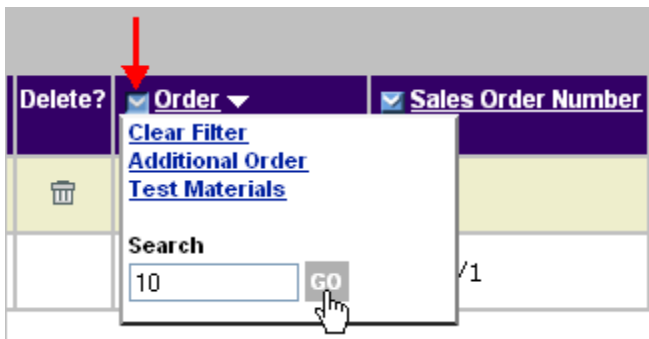 Delete? Order Sales Order Number
Clear Filter
Additional Order
Test Materials
Search
10 GO
/1